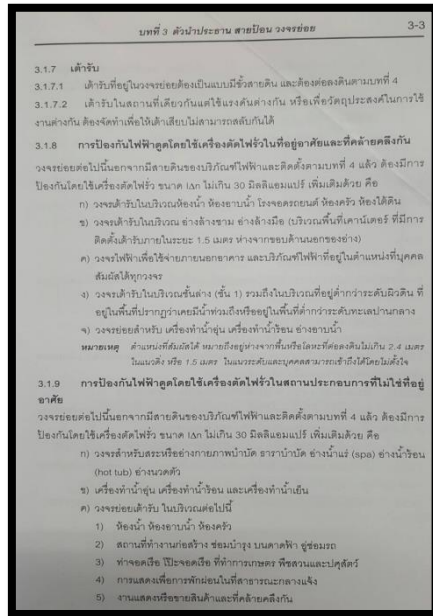 บทที่ 3 ตัวนำประธาน สายป้อน วงจรย่อย 3-3
3.1.7 เต้ารับ
3.1.7.1 เต้ารับที่อยู่ในวงจรย่อยต้องเป็นแบบมีขั้วสายดิน และต้องต่อลงดินตามบทที่ 4
3.1.7.2 เต้ารับในสถานที่เดียวกันแต่ใช้แรงดันต่างกัน หรือเพื่อวัตถุประสงค์ในการใช้
งานต่างกัน ต้องจัดทำเพื่อให้เต้าเสียบไม่สามารถสลับกันได้
3.1.8 การป้องกันไฟฟ้าดูดโดยใช้เครื่องตัดไฟรั่วในที่อยู่อาศัยและที่คล้ายคลึงกัน
วงจรย่อยต่อไปนี้นอกจากมีสายดินของบริภัณฑ์ไฟฟ้าและติดตั้งตามบทที่ 4 แล้ว ต้องมีการ
ป้องกันโดยใช้เครื่องตัดไฟรั่ว ขนาด I∆n ไม่เกิน 30 มิลลิแอมแปร์ เพิ่มเติมด้วย คือ
ก) วงจรเต้ารับในบริเวณห้องน้ำ ห้องอาบน้ำ โรงจอดรถยนต์ ห้องครัว ห้องใต้ดิน
ข) วงจรเต้ารับในบริเวณ อ่างล้างชาม อ่างล้างมือ (บริเวณพื้นที่เคาน์เตอร์ ที่มีการ
ติดตั้งเต้ารับภายในระยะ 1.5 เมตร ห่างจากขอบด้านนอกของอ่าง)
ค) วงจรไฟฟ้าเพื่อใช้จ่ายภายนอกอาคาร และบริภัณฑ์ไฟฟ้าที่อยู่ในตำแหน่งที่บุคคล
สัมผัสได้ทุกวงจร
ง) วงจรเต้ารับในบริเวณชั้นล่าง (ชั้น 1) รวมถึงในบริเวณที่อยู่ต่ำกว่าระดับผิวดิน ที่
อยู่ในพื้นที่ปรากฏว่าเคยมีน้ำท่วมถึงหรืออยู่ในพื้นที่ต่ำกว่าระดับทะเลปานกลาง
จ) วงจรย่อยสำหรับ เครื่องทำน้ำอุ่น เครื่องทำน้ำร้อน อ่างอาบน้ำ
หมายเหตุ ตำแหน่งที่สัมผัสได้ หมายถึงอยู่ห่างจากพื้นหรือโลหะที่ต่อลงดินไม่เกิน 2.4 เมตร
ในแนวดิ่ง หรือ 1.5 เมตร ในแนวระดับและบุคคลสามารถเข้าถึงได้โดยไม่ตั้งใจ
3.1.9 การป้องกันไฟฟ้าดูดโดยใช้เครื่องตัดไฟรั่วในสถานประกอบการที่ไม่ใช่ที่อยู่
อาศัย
วงจรย่อยต่อไปนี้นอกจากมีสายดินของบริภัณฑ์ไฟฟ้าและติดตั้งตามบทที่ 4 แล้ว ต้องมีการ
ป้องกันโดยใช้เครื่องตัดไฟรั่ว ขนาด I∆n ไม่เกิน 30 มิลลิแอมแปร์ เพิ่มเติมด้วย คือ
ก) วงจรสำหรับสระหรืออ่างกายภาพบำบัด ธาราบำบัด อ่างน้ำแร่ (spa) อ่างน้ำร้อน
(hot tub) อ่างนวดตัว
ข) เครื่องทำน้ำอุ่น เครื่องทำน้ำร้อน และเครื่องทำน้ำเย็น
ค) วงจรย่อยเต้ารับ ในบริเวณต่อไปนี้
1) ห้องน้ำ ห้องอาบน้ำ ห้องครัว
2) สถานที่ทำงานก่อสร้าง ซ่อมบำรุง บนดาดฟ้า อู่ซ่อมรถ
3) ท่าจอดเรือ โป๊ะจอดเรือ ที่ทำการเกษตร พืชสวนและปศุสัตว์
4) การแสดงเพื่อการพักผ่อนในที่สาธารณะกลางแจ้ง
5) งานแสดงหรือขายสินค้าและที่คล้ายคลึงกัน